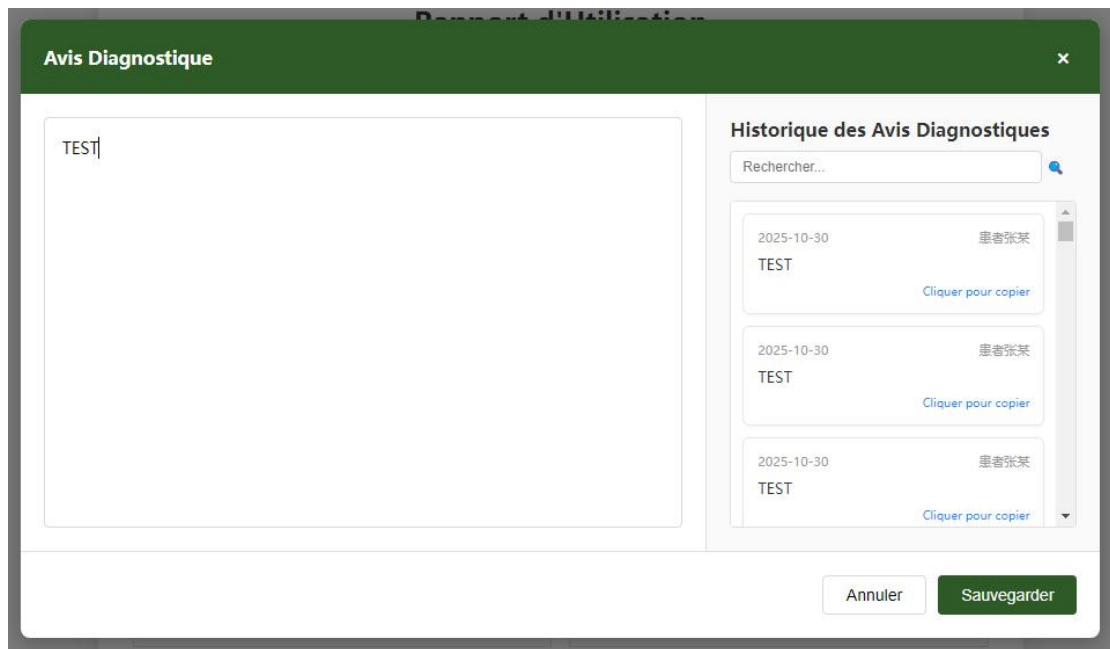 Rapport d'Utilisation
Avis Diagnostique ×
TEST
Historique des Avis Diagnostiques
Rechercher...
2025-10-30 患者张某
TEST
Cliquer pour copier
2025-10-30 患者张某
TEST
Cliquer pour copier
2025-10-30 患者张某
TEST
Cliquer pour copier
Annuler Sauvegarder